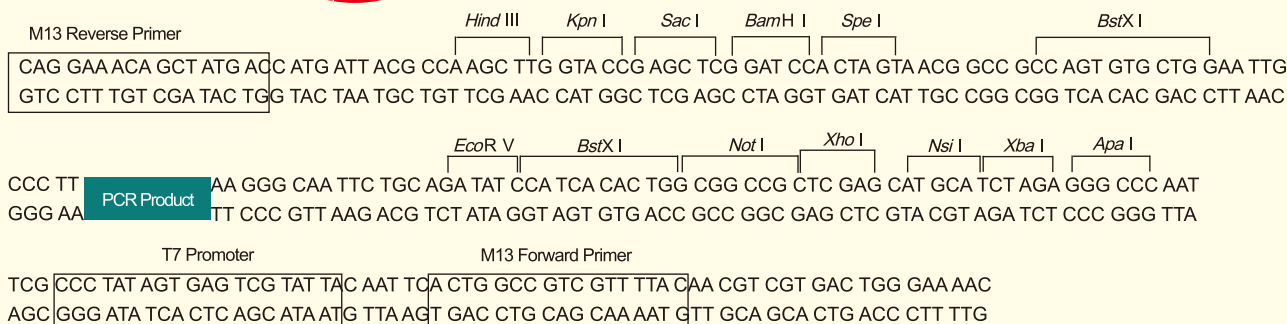 Hind III Kpn I Sac I BamH I Spe I BstX I
M13 Reverse Primer
CAG GAA ACA GCT ATG ACC ATG ATT ACG CCA AGC TTG GTA CCG AGC TCG GAT CCA CTA GTA ACG GCC GCC AGT GTG CTG GAA TTG
GTC CTT TGT CGA TAC TGG TAC TAA TGC TGT TCG AAC CAT GGC TCG AGC CTA GGT GAT CAT TGC CGG CGG TCA CAC GAC CTT AAC
EcoR V BstX I Not I Xho I Nsi I Xba I Apa I
CCC TT PCR Product AA GGG CAA TTC TGC AGA TAT CCA TCA CAC TGG CGG CCG CTC GAG CAT GCA TCT AGA GGG CCC AAT
GGG AA TT CCC GTT AAG ACG TCT ATA GGT AGT GTG ACC GCC GGC GAG CTC GTA CGT AGA TCT CCC GGG TTA
T7 Promoter M13 Forward Primer
TCG CCC TAT AGT GAG TCG TAT TAC AAT TCA CTG GCC GTC GTT TTA CAA CGT CGT GAC TGG GAA AAC
AGC GGG ATA TCA CTC AGC ATA ATG TTA AGT GAC CTG CAG CAA AAT GTT GCA GCA CTG ACC CTT TTG